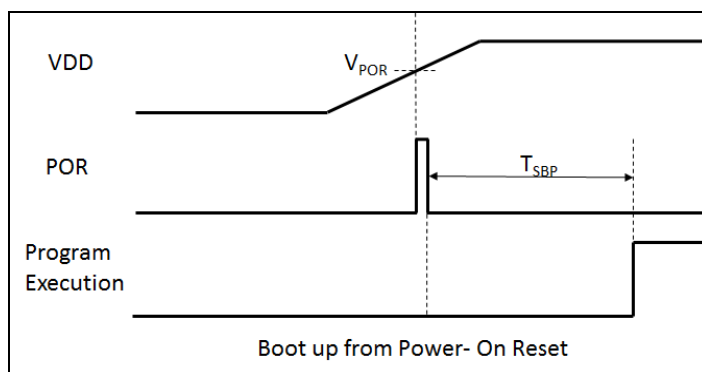 VDD
VPOR
POR
TSBP
Program
Execution
Boot up from Power- On Reset